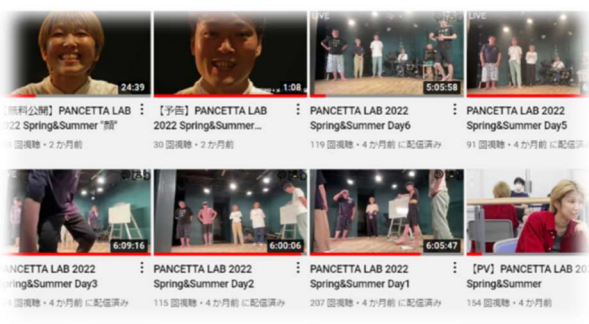 24:39
【無料公開】PANCETTA LAB
2022 Spring&Summer "顔"
回視聴・2 か月前
1:08
【予告】PANCETTA LAB
2022 Spring&Summer...
30 回視聴・2 か月前
LIVE
5:05:58
PANCETTA LAB 2022
Spring&Summer Day6
119 回視聴・4 か月前 に配信済み
LIVE
PANCETTA LAB 2022
Spring&Summer Day5
91 回視聴・4 か月前 に配信済み
6:09:16
PANCETTA LAB 2022
Spring&Summer Day3
回視聴・4 か月前 に配信済み
6:00:06
PANCETTA LAB 2022
Spring&Summer Day2
115 回視聴・4 か月前 に配信済み
6:05:47
PANCETTA LAB 2022
Spring&Summer Day1
207 回視聴・4 か月前 に配信済み
【PV】PANCETTA LAB 20
Spring&Summer
154 回視聴・4 か月前